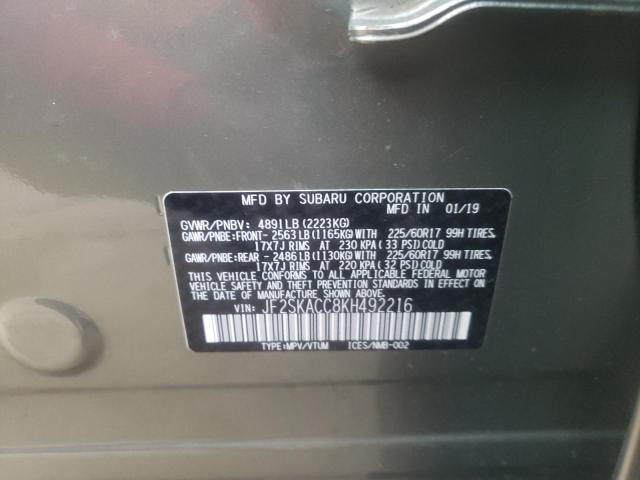 MFD BY SUBARU CORPORATION
MFD IN 01/19
GVWR/PNBV: 4891LB(2223KG)
GAWR/PNBE:FRONT- 2563LB(1165KG)WITH 225/60R17 99H TIRES,
17X7J RIMS AT 230 KPA(33 PSI)COLD
GAWR/PNBE:REAR - 2486LB(1130KG)WITH 225/60R17 99H TIRES,
17X7J RIMS AT 220 KPA(32 PSI)COLD
THIS VEHICLE CONFORMS TO ALL APPLICABLE FEDERAL MOTOR
VEHICLE SAFETY AND BUMPER STANDARDS IN EFFECT ON THE
DATE OF MANUFACTURE SHOWN ABOVE.
VIN: JF2SKACC8KH492216
TYPE:MPV/VTUM ICES/NMB-002